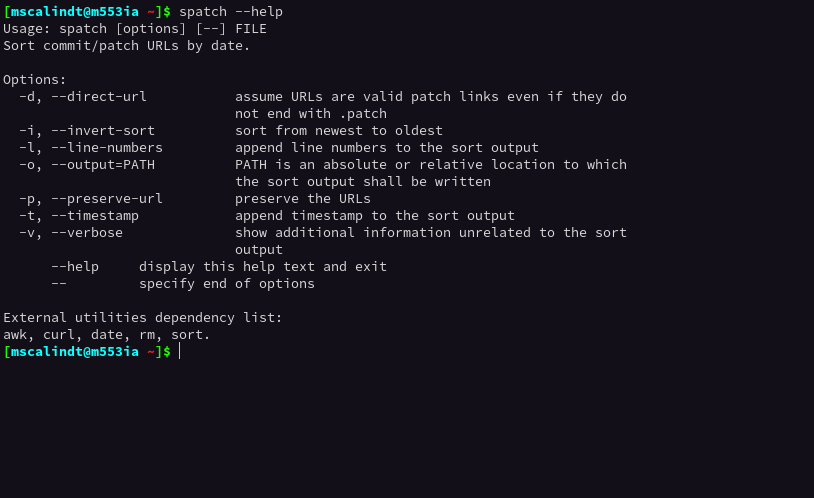 [mscalindt@m553ia ~]$ spatch --help
Usage: spatch [options] [--] FILE
Sort commit/patch URLs by date.

Options:
  -d, --direct-url           assume URLs are valid patch links even if they do
                             not end with .patch
  -i, --invert-sort          sort from newest to oldest
  -l, --line-numbers         append line numbers to the sort output
  -o, --output=PATH          PATH is an absolute or relative location to which
                             the sort output shall be written
  -p, --preserve-url         preserve the URLs
  -t, --timestamp            append timestamp to the sort output
  -v, --verbose              show additional information unrelated to the sort
                             output
      --help     display this help text and exit
      --         specify end of options

External utilities dependency list:
awk, curl, date, rm, sort.
[mscalindt@m553ia ~]$